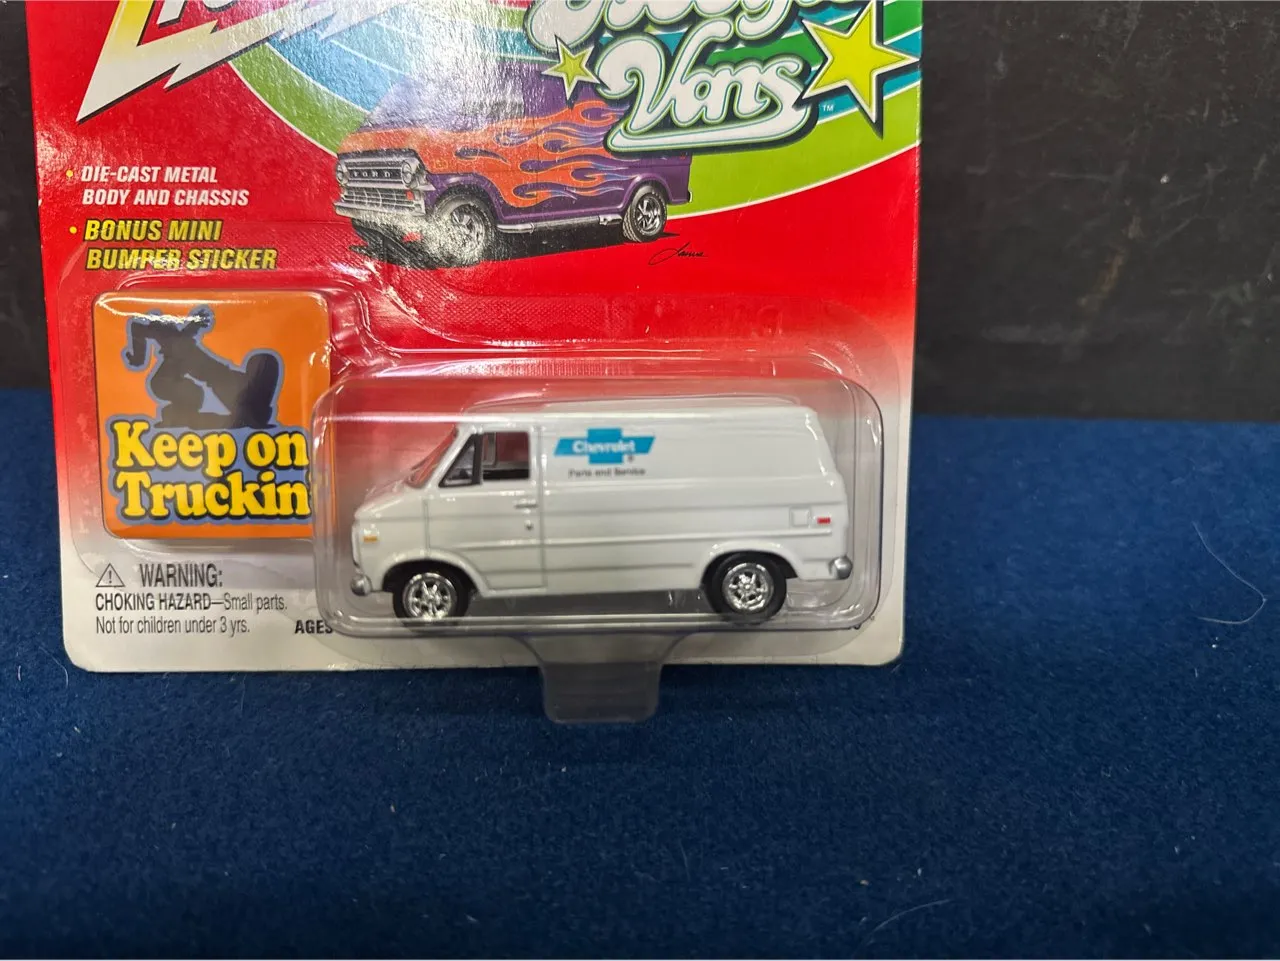 Vans
TM
DIE-CAST METAL
BODY AND CHASSIS
BONUS MINI
BUMPER STICKER
FORD
Keep on
Truckin
Chevrolet
®
Parts and Service
WARNING:
CHOKING HAZARD—Small parts.
Not for children under 3 yrs.
AGES